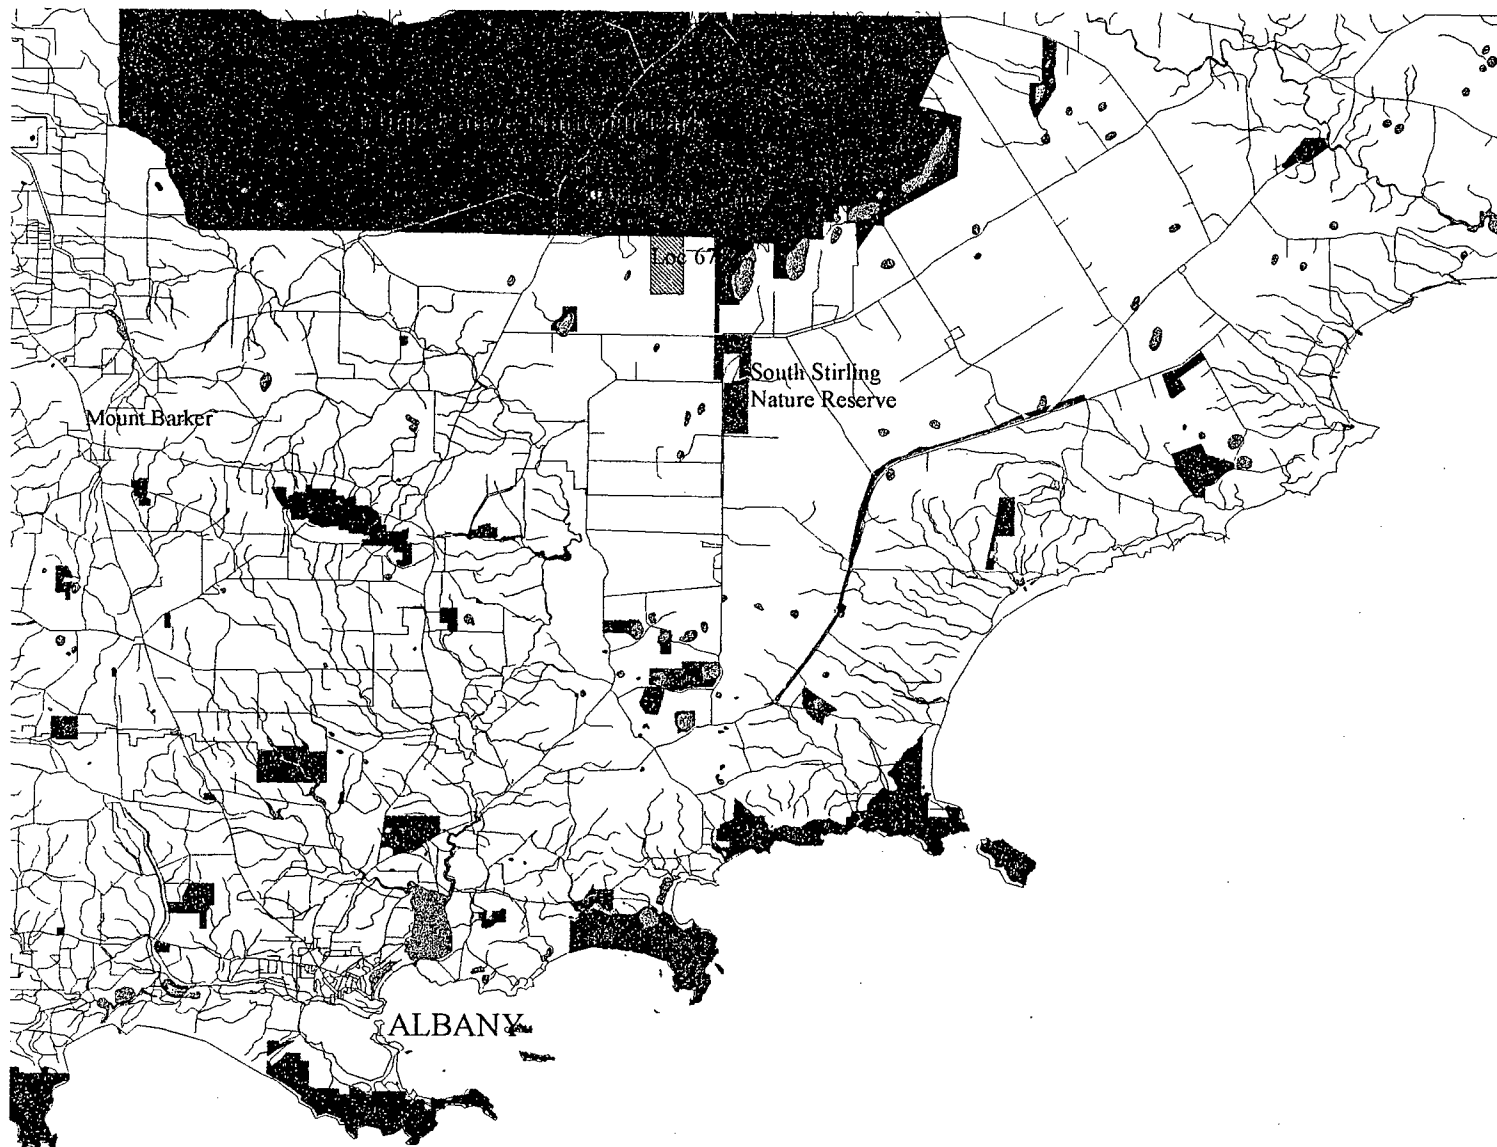 Loc 67
South Stirling
Nature Reserve
Mount Barker
ALBANY